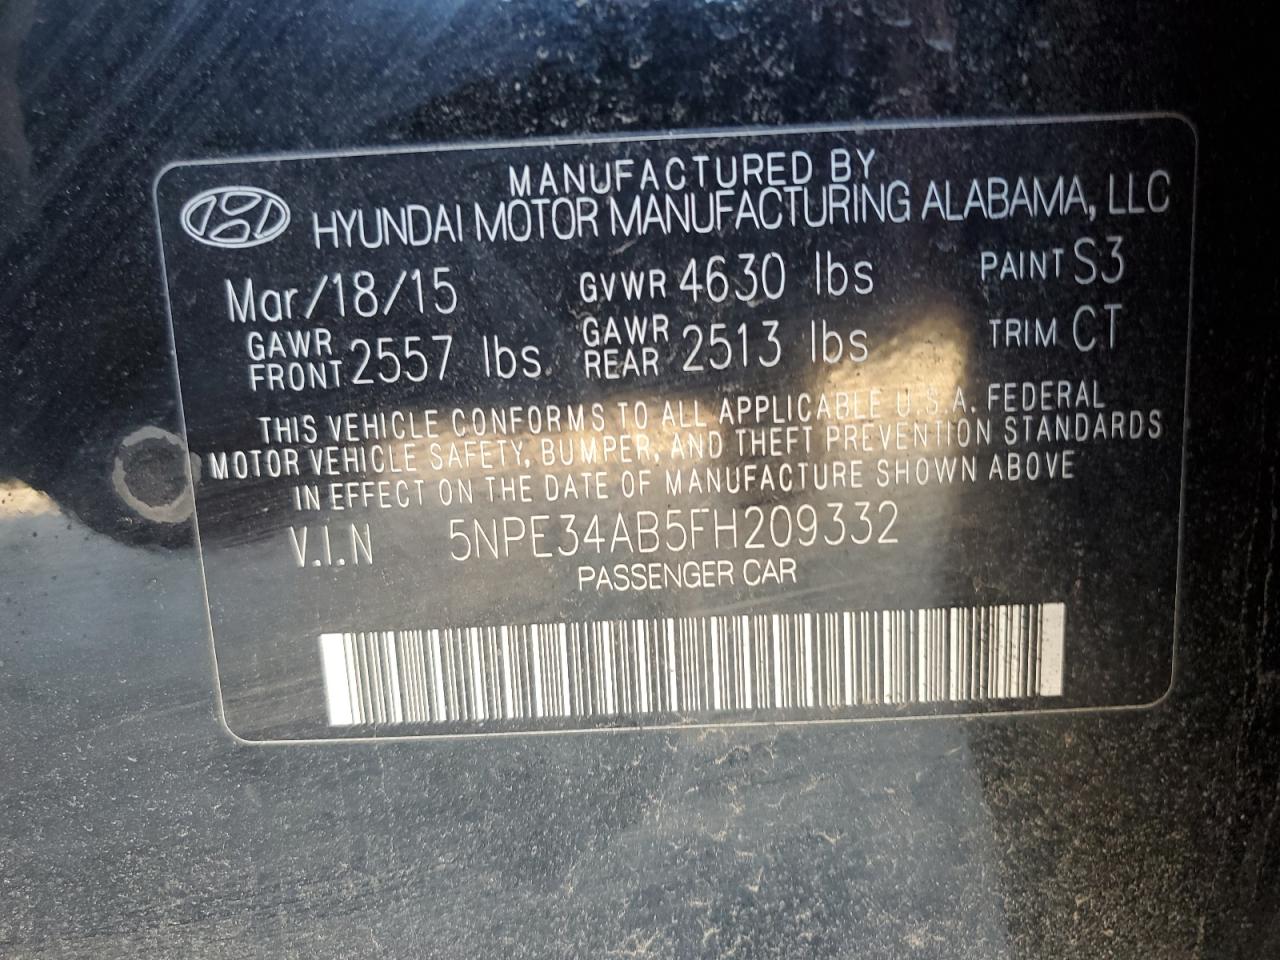 MANUFACTURED BY
HYUNDAI MOTOR MANUFACTURING ALABAMA, LLC
Mar/18/15 GVWR 4630 lbs PAINT S3
GAWR FRONT 2557 lbs GAWR REAR 2513 lbs TRIM CT
THIS VEHICLE CONFORMS TO ALL APPLICABLE U.S.A. FEDERAL
MOTOR VEHICLE SAFETY, BUMPER, AND THEFT PREVENTION STANDARDS
IN EFFECT ON THE DATE OF MANUFACTURE SHOWN ABOVE
V.I.N 5NPE34AB5FH209332
PASSENGER CAR